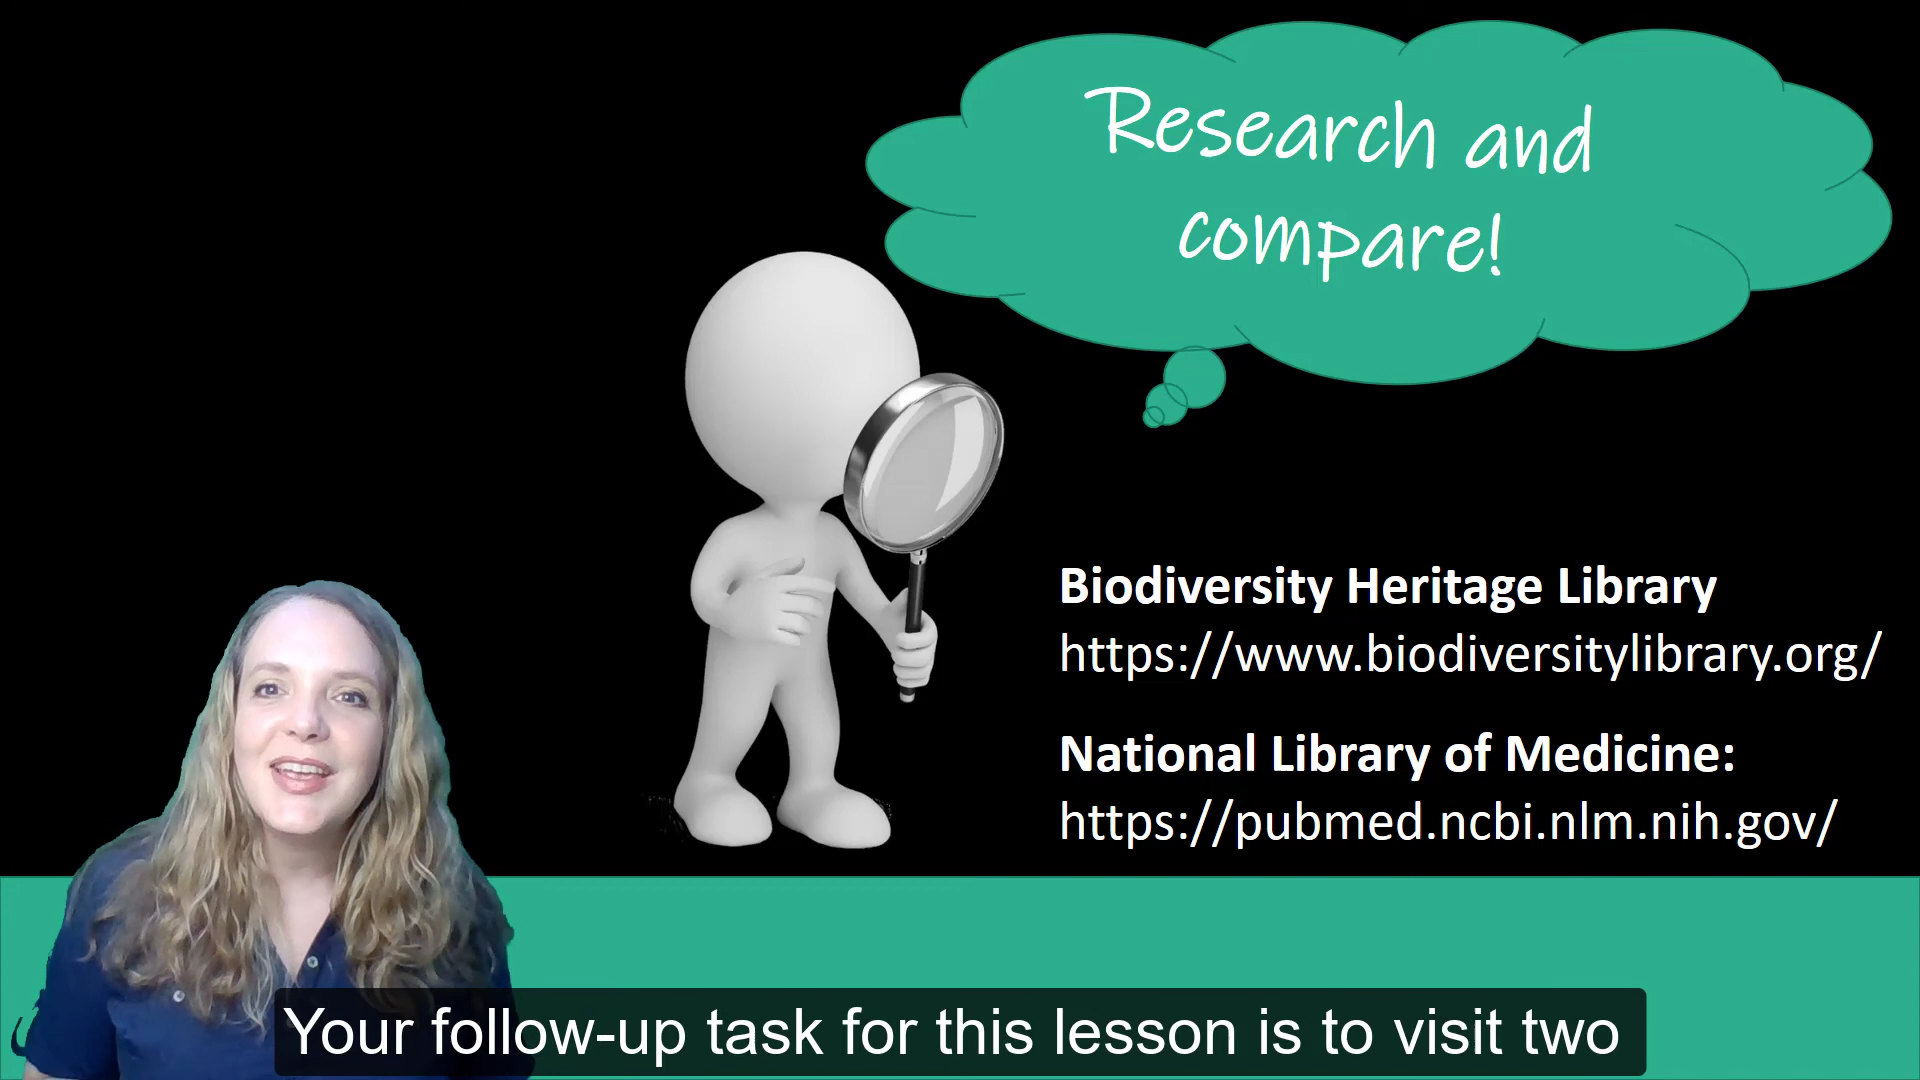 Research and
compare!
Biodiversity Heritage Library
https://www.biodiversitylibrary.org/
National Library of Medicine:
https://pubmed.ncbi.nlm.nih.gov/
Your follow-up task for this lesson is to visit two